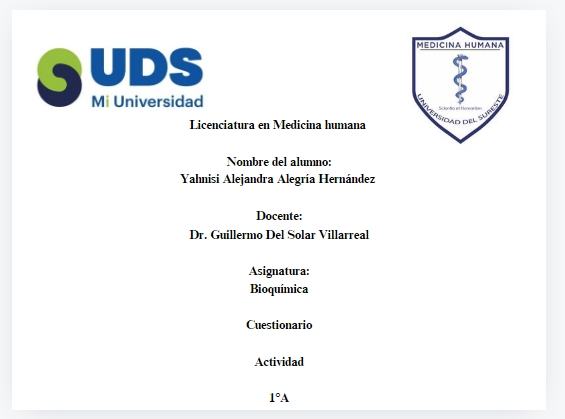 UDS
Mi Universidad
MEDICINA HUMANA
UNIVERSIDAD DEL SURESTE
Licenciatura en Medicina humana
Nombre del alumno:
Yahnisi Alejandra Alegría Hernández
Docente:
Dr. Guillermo Del Solar Villarreal
Asignatura:
Bioquímica
Cuestionario
Actividad
1°A